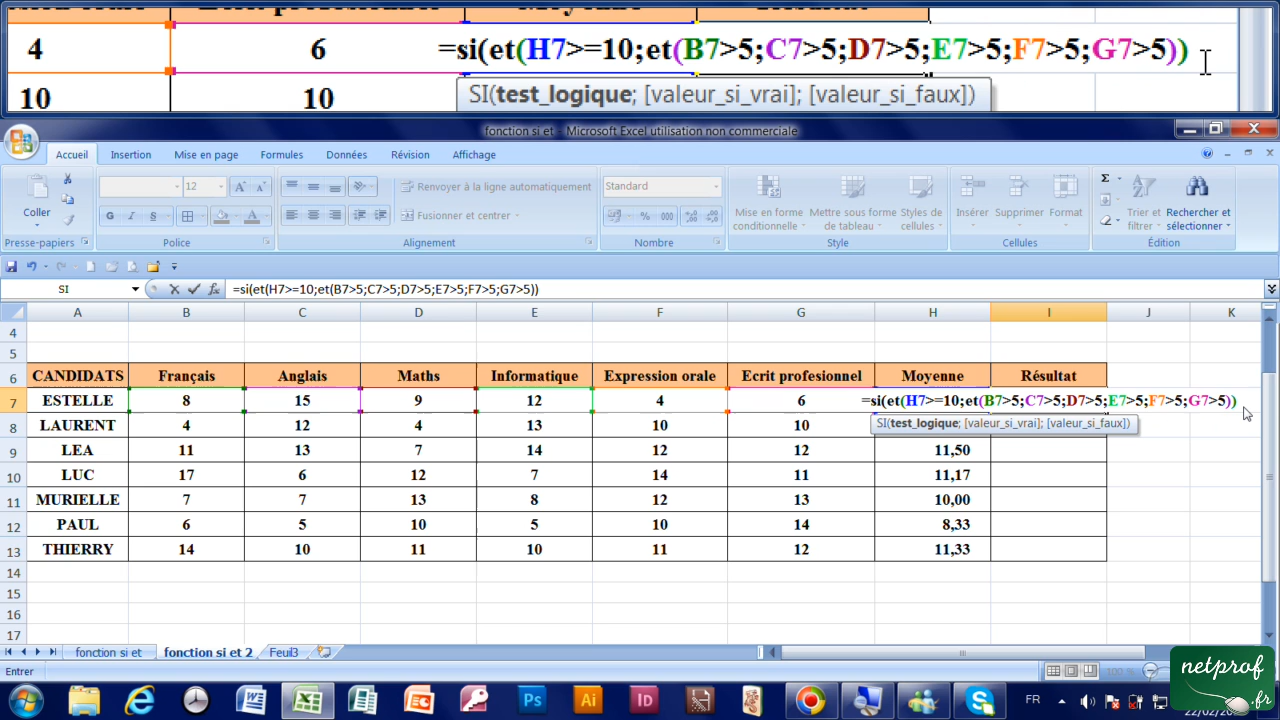 4 6 =si(et(H7>=10;et(B7>5;C7>5;D7>5;E7>5;F7>5;G7>5))
10 10 SI(test_logique; [valeur_si_vrai]; [valeur_si_faux])
fonction si et - Microsoft Excel utilisation non commerciale
Accueil Insertion Mise en page Formules Données Révision Affichage
12 Renvoyer à la ligne automatiquement Standard
Coller Fusionner et centrer Mise en forme conditionnelle Mettre sous forme de tableau Styles de cellules Insérer Supprimer Format Trier et filtrer Rechercher et sélectionner
Presse-papiers Police Alignement Nombre Style Cellules Édition
SI =si(et(H7>=10;et(B7>5;C7>5;D7>5;E7>5;F7>5;G7>5))
A B C D E F G H I J K
4
5
6 CANDIDATS Français Anglais Maths Informatique Expression orale Ecrit profesionnel Moyenne Résultat
7 ESTELLE 8 15 9 12 4 6 =si(et(H7>=10;et(B7>5;C7>5;D7>5;E7>5;F7>5;G7>5))
8 LAURENT 4 12 4 13 10 10 SI(test_logique; [valeur_si_vrai]; [valeur_si_faux])
9 LEA 11 13 7 14 12 12 11,50
10 LUC 17 6 12 7 14 11 11,17
11 MURIELLE 7 7 13 8 12 13 10,00
12 PAUL 6 5 10 5 10 14 8,33
13 THIERRY 14 10 11 10 11 12 11,33
14
15
16
17
fonction si et fonction si et 2 Feuil3
Entrer 100 %
netprof
.fr
FR